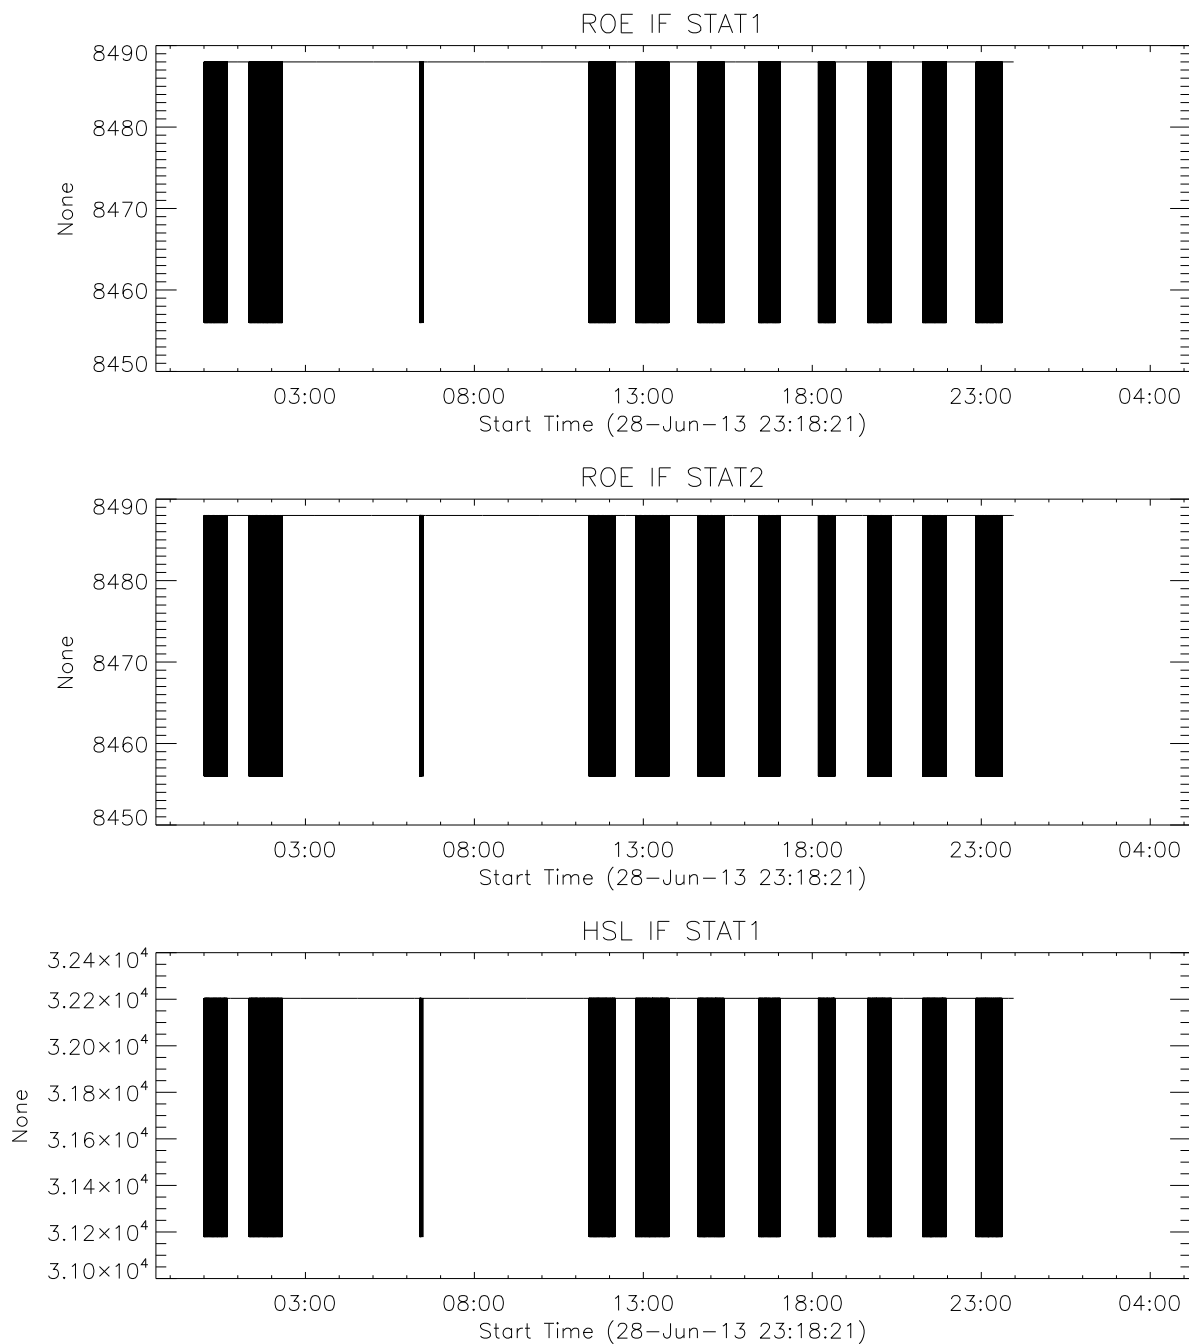 ROE IF STAT1
8490
8480
8470
8460
8450
None
03:00 08:00 13:00 18:00 23:00 04:00
Start Time (28-Jun-13 23:18:21)
ROE IF STAT2
8490
8480
8470
8460
8450
None
03:00 08:00 13:00 18:00 23:00 04:00
Start Time (28-Jun-13 23:18:21)
HSL IF STAT1
3.24×10⁴
3.22×10⁴
3.20×10⁴
3.18×10⁴
3.16×10⁴
3.14×10⁴
3.12×10⁴
3.10×10⁴
None
03:00 08:00 13:00 18:00 23:00 04:00
Start Time (28-Jun-13 23:18:21)